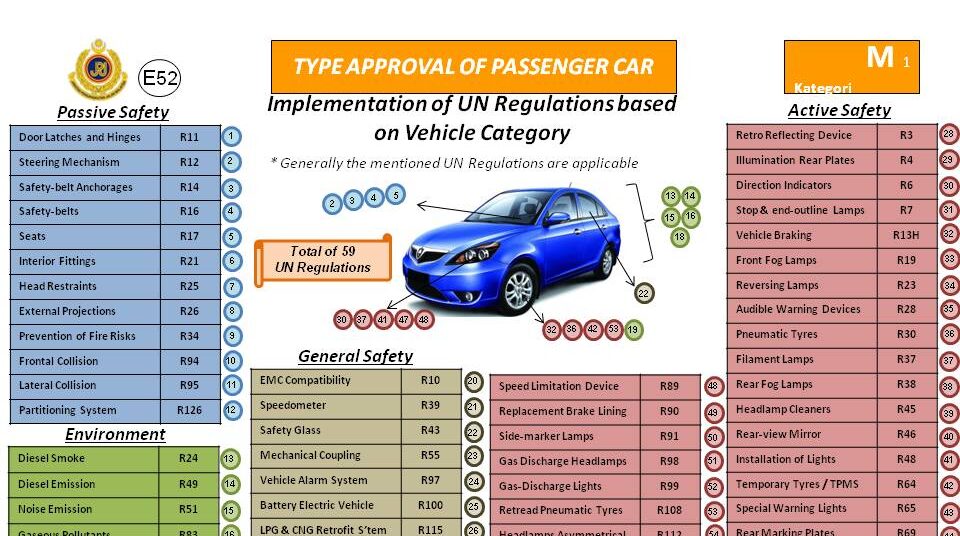 JPJ
E52
TYPE APPROVAL OF PASSENGER CAR
M 1
Kategori
Implementation of UN Regulations based
on Vehicle Category
* Generally the mentioned UN Regulations are applicable
Passive Safety
Door Latches and Hinges R11 1
Steering Mechanism R12 2
Safety-belt Anchorages R14 3
Safety-belts R16 4
Seats R17 5
Interior Fittings R21 6
Head Restraints R25 7
External Projections R26 8
Prevention of Fire Risks R34 9
Frontal Collision R94 10
Lateral Collision R95 11
Partitioning System R126 12
Environment
Diesel Smoke R24 13
Diesel Emission R49 14
Noise Emission R51 15
Gaseous Pollutants R83 16
2 3 4 5
13 14
15 16
18
Total of 59
UN Regulations
22
30 37 41 47 48
32 36 42 53 19
General Safety
EMC Compatibility R10 20
Speedometer R39 21
Safety Glass R43 22
Mechanical Coupling R55 23
Vehicle Alarm System R97 24
Battery Electric Vehicle R100 25
LPG & CNG Retrofit S’tem R115 26
Speed Limitation Device R89 48
Replacement Brake Lining R90 49
Side-marker Lamps R91 50
Gas Discharge Headlamps R98 51
Gas-Discharge Lights R99 52
Retread Pneumatic Tyres R108 53
Headlamps Asymmetrical R112 54
Active Safety
Retro Reflecting Device R3 28
Illumination Rear Plates R4 29
Direction Indicators R6 30
Stop & end-outline Lamps R7 31
Vehicle Braking R13H 32
Front Fog Lamps R19 33
Reversing Lamps R23 34
Audible Warning Devices R28 35
Pneumatic Tyres R30 36
Filament Lamps R37 37
Rear Fog Lamps R38 38
Headlamp Cleaners R45 39
Rear-view Mirror R46 40
Installation of Lights R48 41
Temporary Tyres / TPMS R64 42
Special Warning Lights R65 43
Rear Marking Plates R69